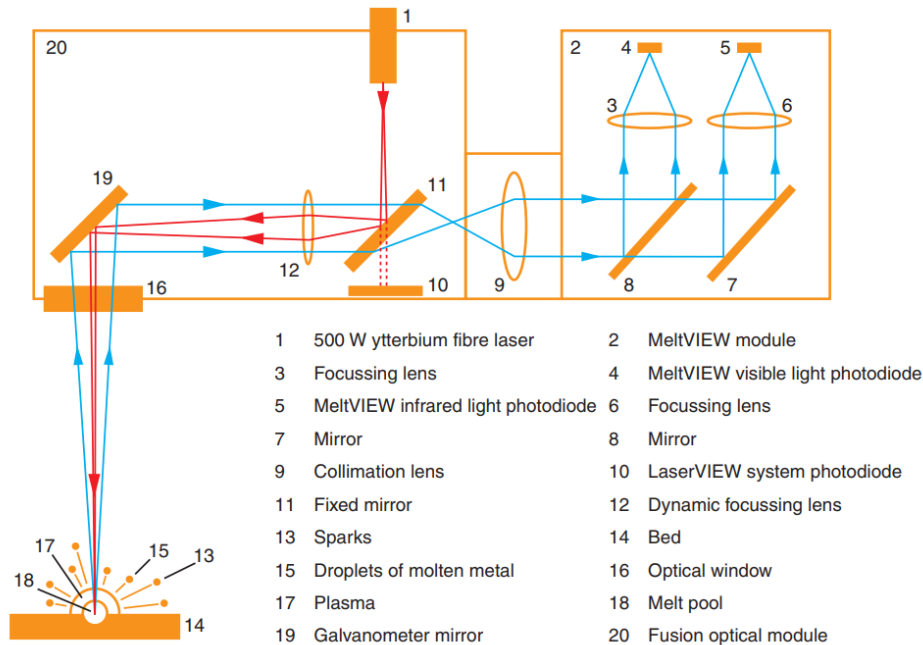 1
20
2
4
5
3
6
19
11
12
16
10
9
8
7
1 500 W ytterbium fibre laser 2 MeltVIEW module
3 Focussing lens 4 MeltVIEW visible light photodiode
5 MeltVIEW infrared light photodiode 6 Focussing lens
7 Mirror 8 Mirror
9 Collimation lens 10 LaserVIEW system photodiode
11 Fixed mirror 12 Dynamic focussing lens
13 Sparks 14 Bed
15 Droplets of molten metal 16 Optical window
17 Plasma 18 Melt pool
19 Galvanometer mirror 20 Fusion optical module
17
15
13
18
14